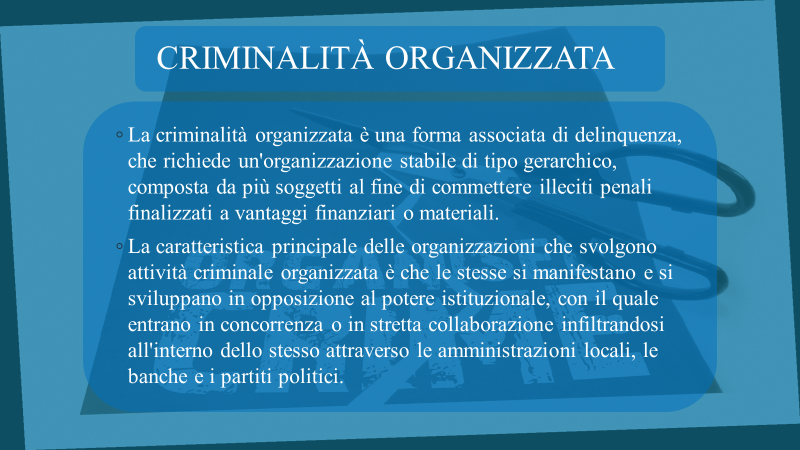 CRIMINALITÀ ORGANIZZATA
◦ La criminalità organizzata è una forma associata di delinquenza,
che richiede un'organizzazione stabile di tipo gerarchico,
composta da più soggetti al fine di commettere illeciti penali
finalizzati a vantaggi finanziari o materiali.
◦ La caratteristica principale delle organizzazioni che svolgono
attività criminale organizzata è che le stesse si manifestano e si
sviluppano in opposizione al potere istituzionale, con il quale
entrano in concorrenza o in stretta collaborazione infiltrandosi
all'interno dello stesso attraverso le amministrazioni locali, le
banche e i partiti politici.
CRIME